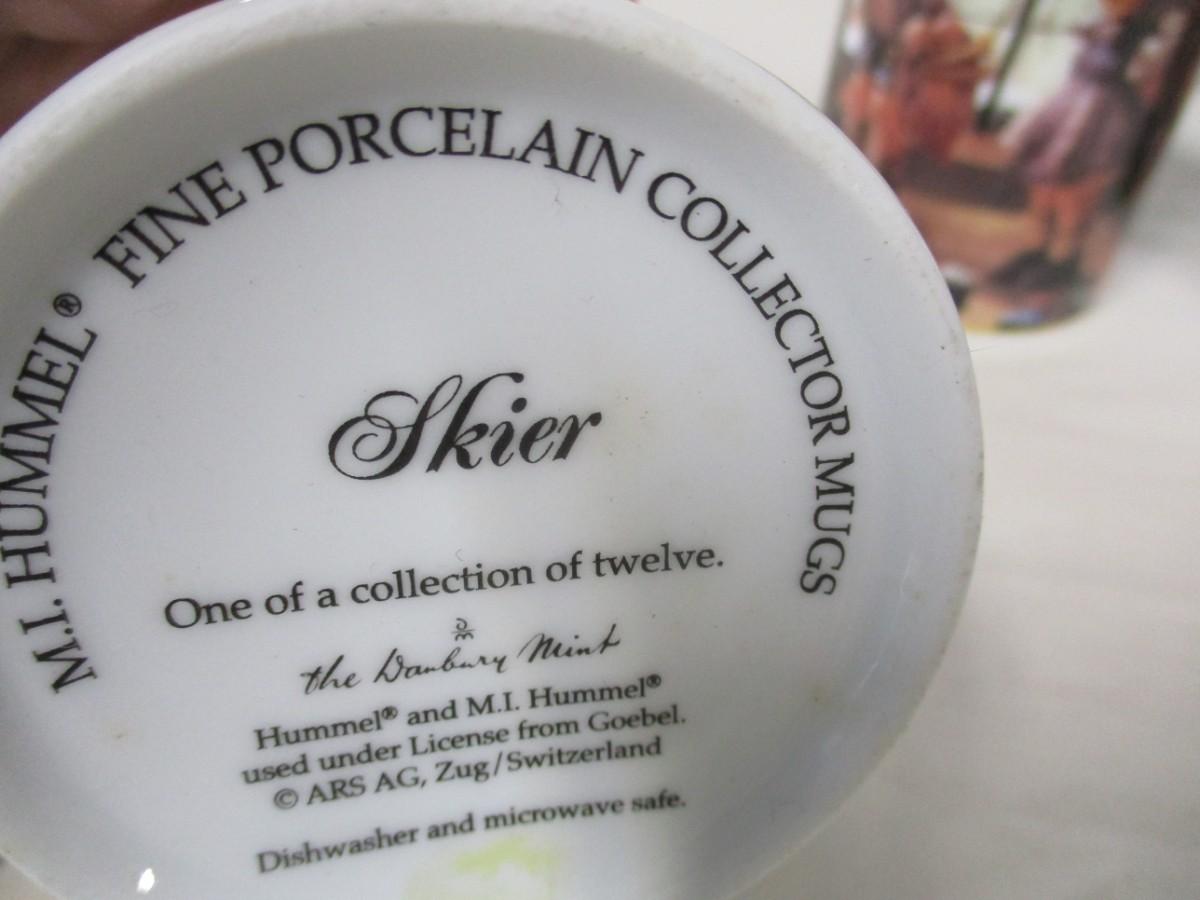 M.I. HUMMEL® FINE PORCELAIN COLLECTOR MUGS
Skier
One of a collection of twelve.
the Danbury Mint
Hummel® and M.I. Hummel®
used under License from Goebel.
© ARS AG, Zug/Switzerland
Dishwasher and microwave safe.